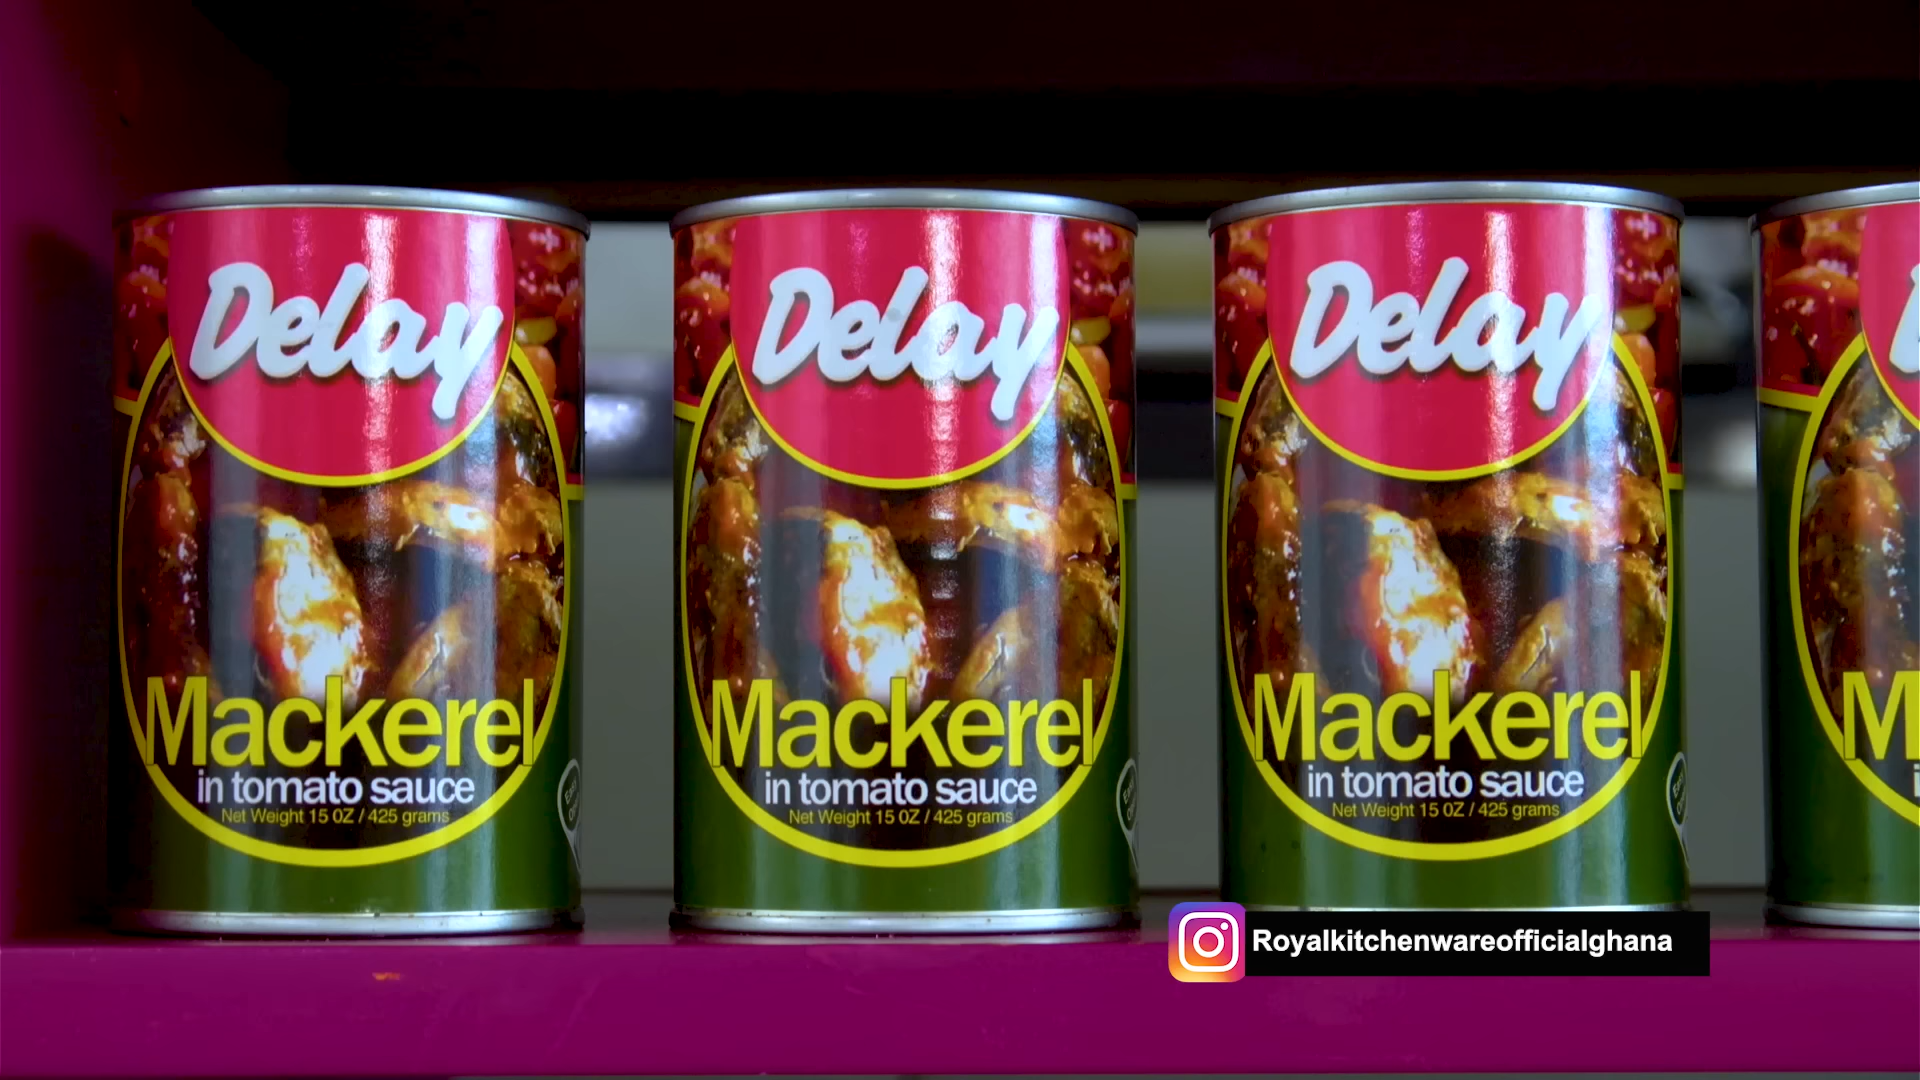 Delay
Mackerel
in tomato sauce
Net Weight 15 OZ / 425 grams
Delay
Mackerel
in tomato sauce
Net Weight 15 OZ / 425 grams
Delay
Mackerel
in tomato sauce
Net Weight 15 OZ / 425 grams
M
Royalkitchenwareofficialghana